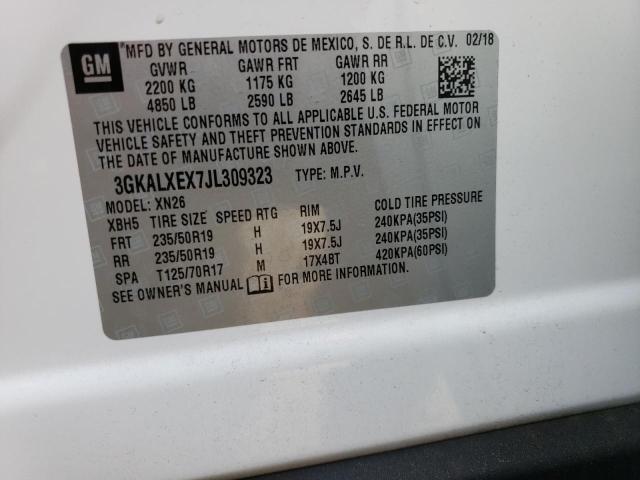 GM
MFD BY GENERAL MOTORS DE MEXICO, S. DE R.L. DE C.V. 02/18
GVWR GAWR FRT GAWR RR
2200 KG 1175 KG 1200 KG
4850 LB 2590 LB 2645 LB
THIS VEHICLE CONFORMS TO ALL APPLICABLE U.S. FEDERAL MOTOR
VEHICLE SAFETY AND THEFT PREVENTION STANDARDS IN EFFECT ON
THE DATE OF MANUFACTURE SHOWN ABOVE.
3GKALXEX7JL309323 TYPE: M.P.V.
MODEL: XN26
XBH5 TIRE SIZE SPEED RTG RIM COLD TIRE PRESSURE
FRT 235/50R19 H 19X7.5J 240KPA(35PSI)
RR 235/50R19 H 19X7.5J 240KPA(35PSI)
SPA T125/70R17 M 17X4BT 420KPA(60PSI)
SEE OWNER'S MANUAL FOR MORE INFORMATION.